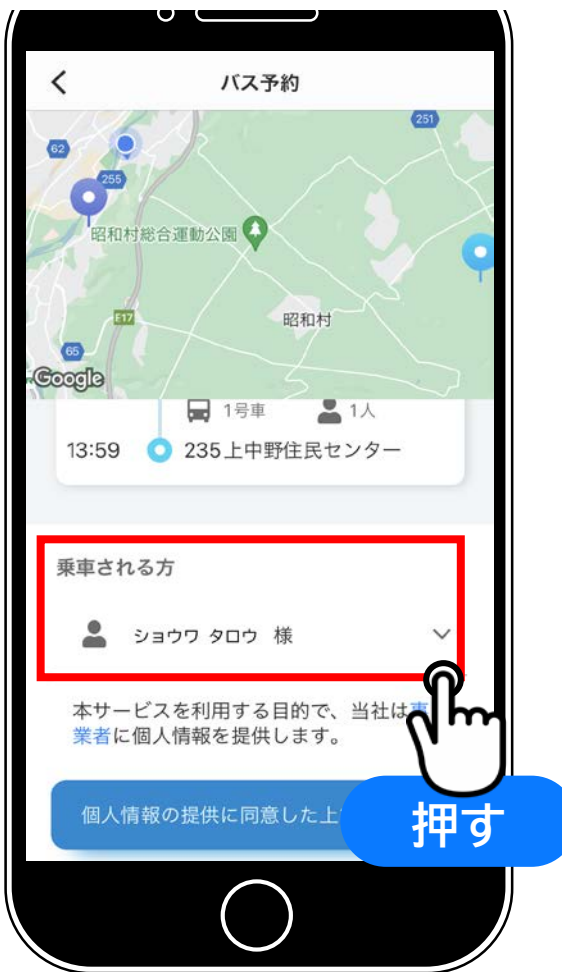 バス予約
251
62
255
昭和村総合運動公園
E17
昭和村
65
Google
1号車 1人
13:59 235上中野住民センター
乗車される方
ショウワ タロウ 様
本サービスを利用する目的で、当社は
業者に個人情報を提供します。
個人情報の提供に同意した上
押す